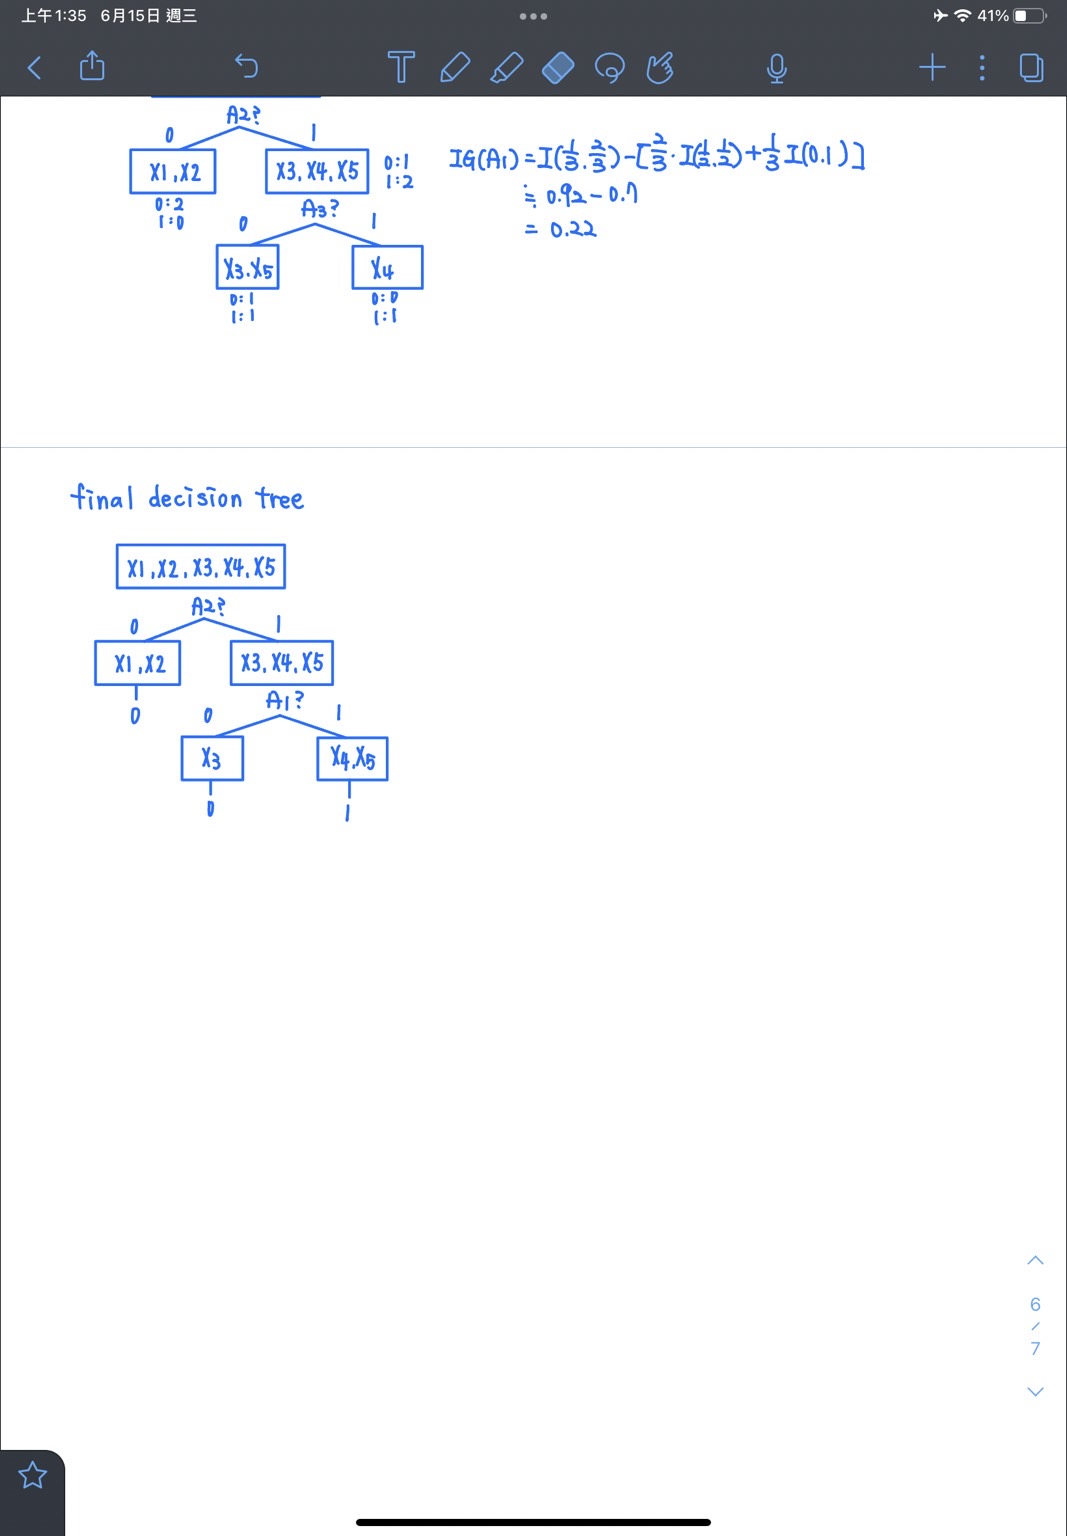 上午1:35 6月15日 週三
41%
T
A2?
0 1
X1,X2
X3,X4,X5
0:1
1:2
0:2
1:0
A3?
0 1
X3.X5
X4
0:1
1:1
0:0
1:1
IG(A1)=I(1/3.2/3)-[2/3·I(1/2.1/2)+1/3I(0.1)]
≒0.92-0.7
=0.22
final decision tree
X1,X2,X3,X4,X5
A2?
0 1
X1,X2
X3,X4,X5
0
A1?
0 1
X3
X4,X5
0
1
6
/
7